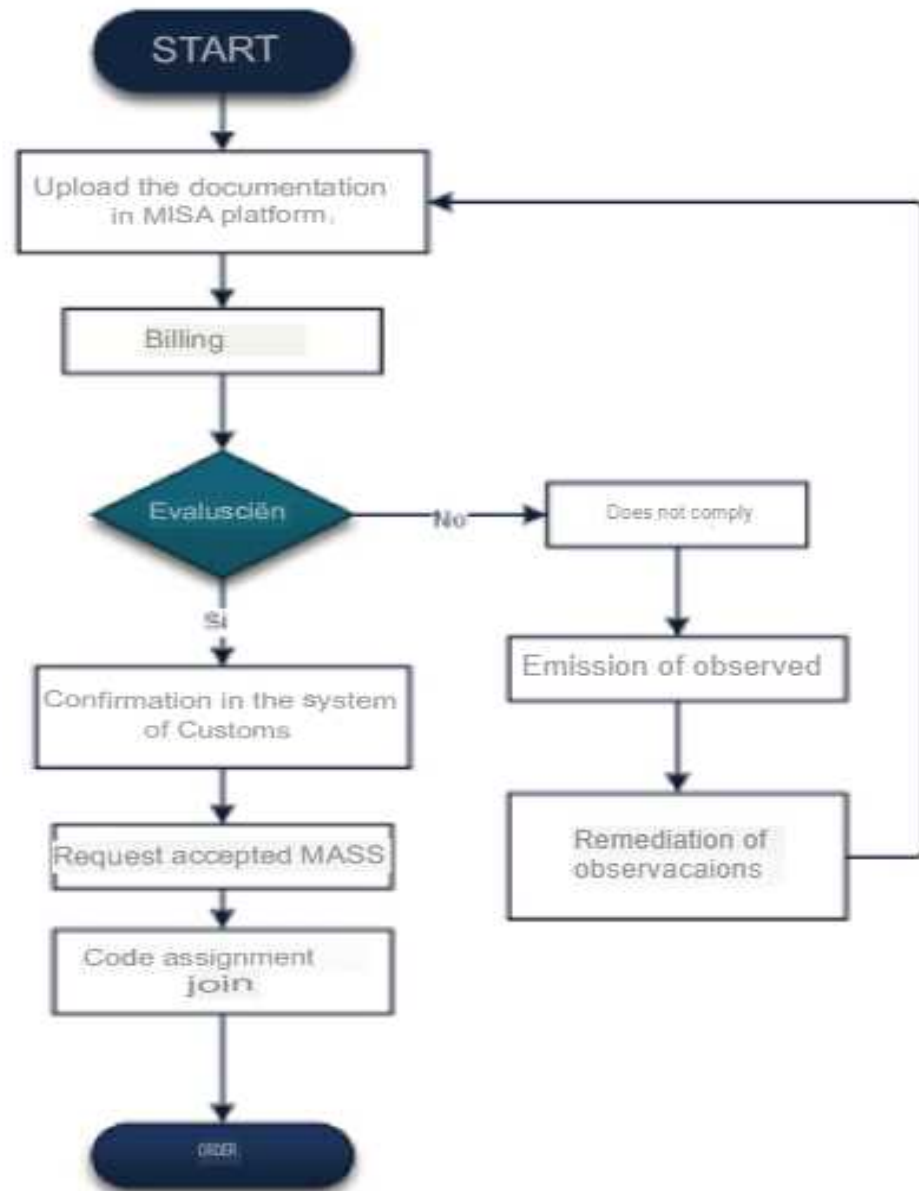 START
Upload the documentation
in MISA platform.
Billing
Evaluscién
No
Does not comply
Si
Emission of observed
Confirmation in the system
of Customs
Remediation of
observacaions
Request accepted MASS
Code assignment
join
ORDER